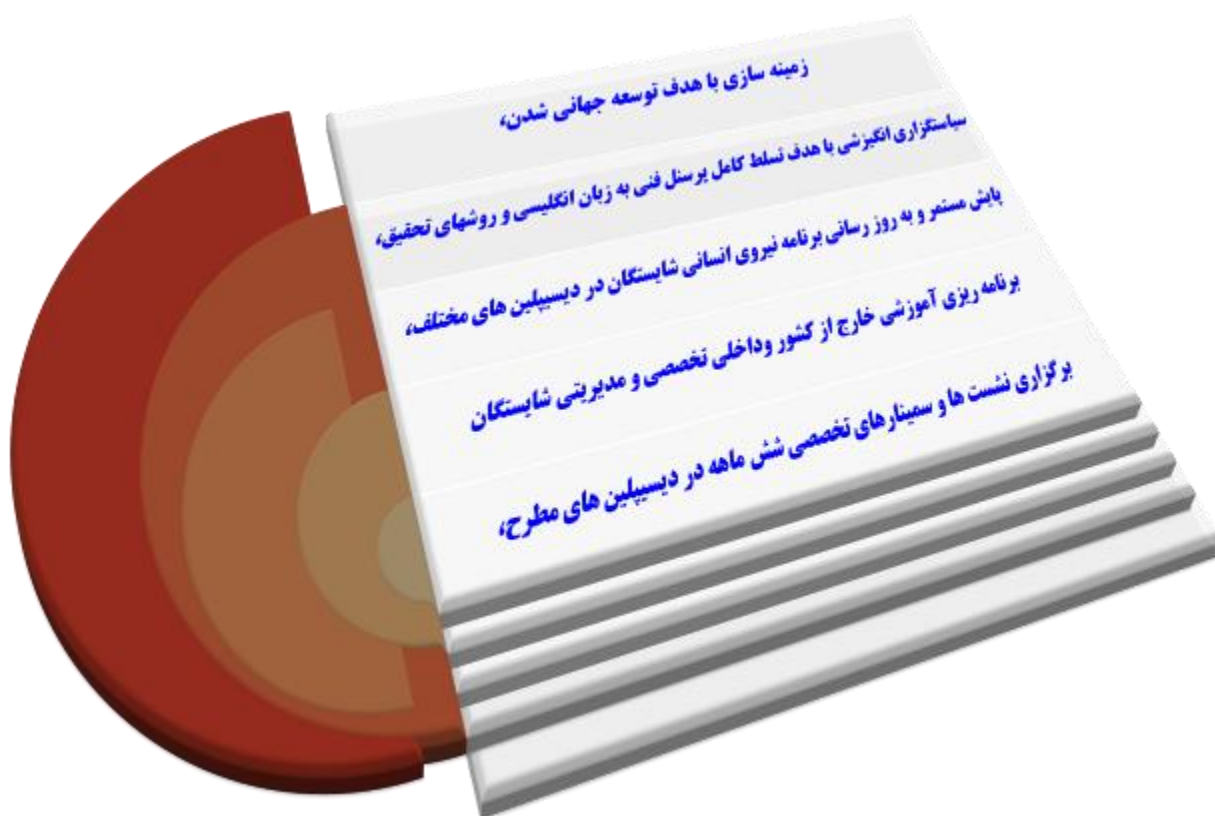 زمینه سازی با هدف توسعه جهانی شدن،
سیاستگزاری انگیزشی با هدف تسلط کامل پرسنل فنی به زبان انگلیسی و روشهای تحقیق،
پایش مستمر و به روز رسانی برنامه نیروی انسانی شایستگان در دیسیپلین های مختلف،
برنامه ریزی آموزشی خارج از کشور وداخلی تخصصی و مدیریتی شایستگان
برگزاری نشست ها و سمینارهای تخصصی شش ماهه در دیسیپلین های مطرح،